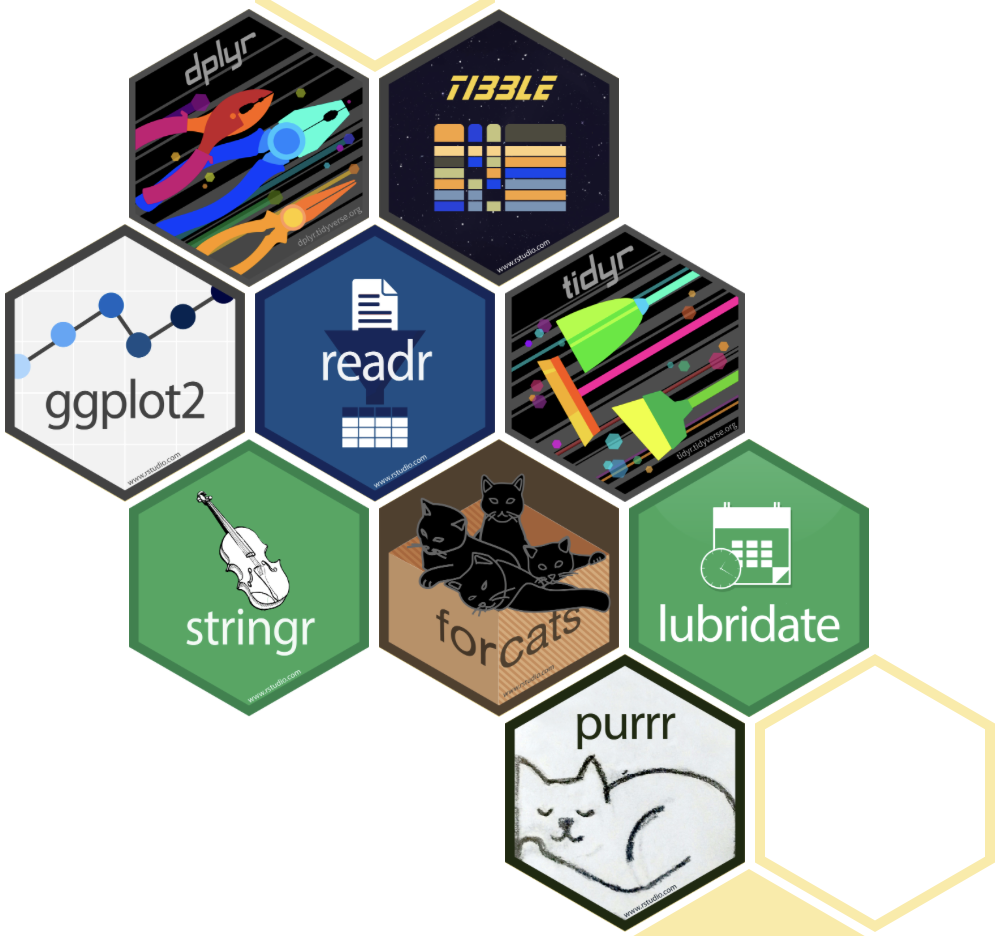 dplyr
dplyr.tidyverse.org
TIBBLE
www.rstudio.com
ggplot2
www.rstudio.com
readr
www.rstudio.com
tidyr
tidyr.tidyverse.org
stringr
www.rstudio.com
forcats
www.rstudio.com
lubridate
purrr
www.rstudio.com